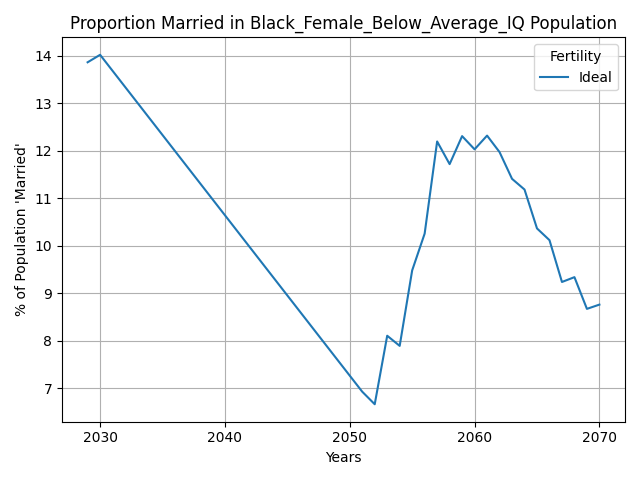 Proportion Married in Black_Female_Below_Average_IQ Population
Fertility
Ideal
% of Population 'Married'
14
13
12
11
10
9
8
7
2030 2040 2050 2060 2070
Years